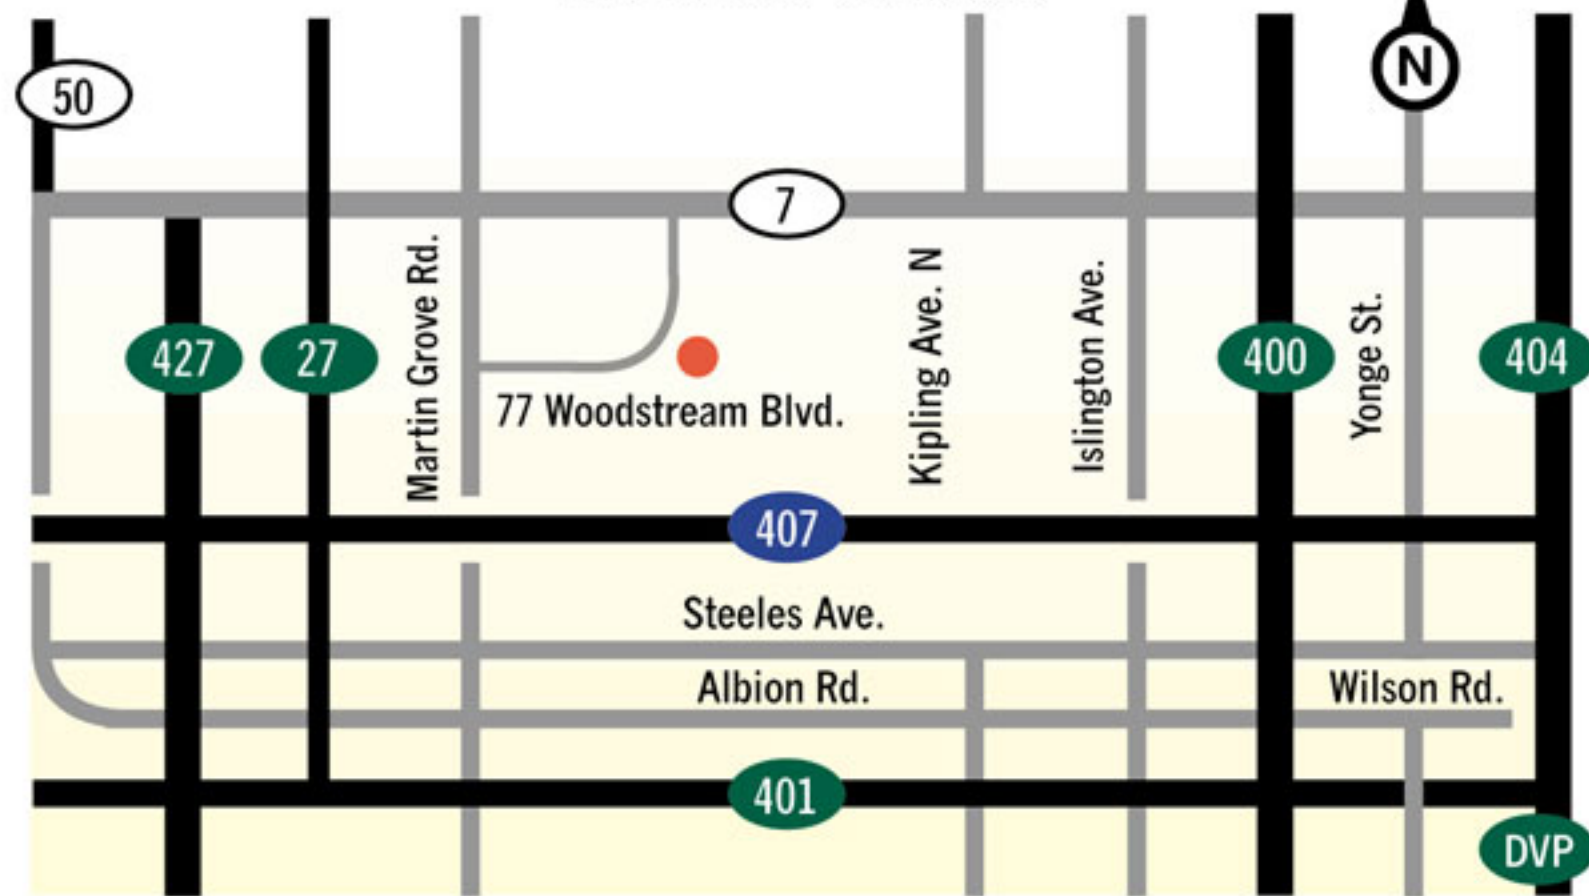 50
N
7
427
27
Martin Grove Rd.
77 Woodstream Blvd.
Kipling Ave. N
Islington Ave.
400
Yonge St.
404
407
Steeles Ave.
Albion Rd.
Wilson Rd.
401
DVP